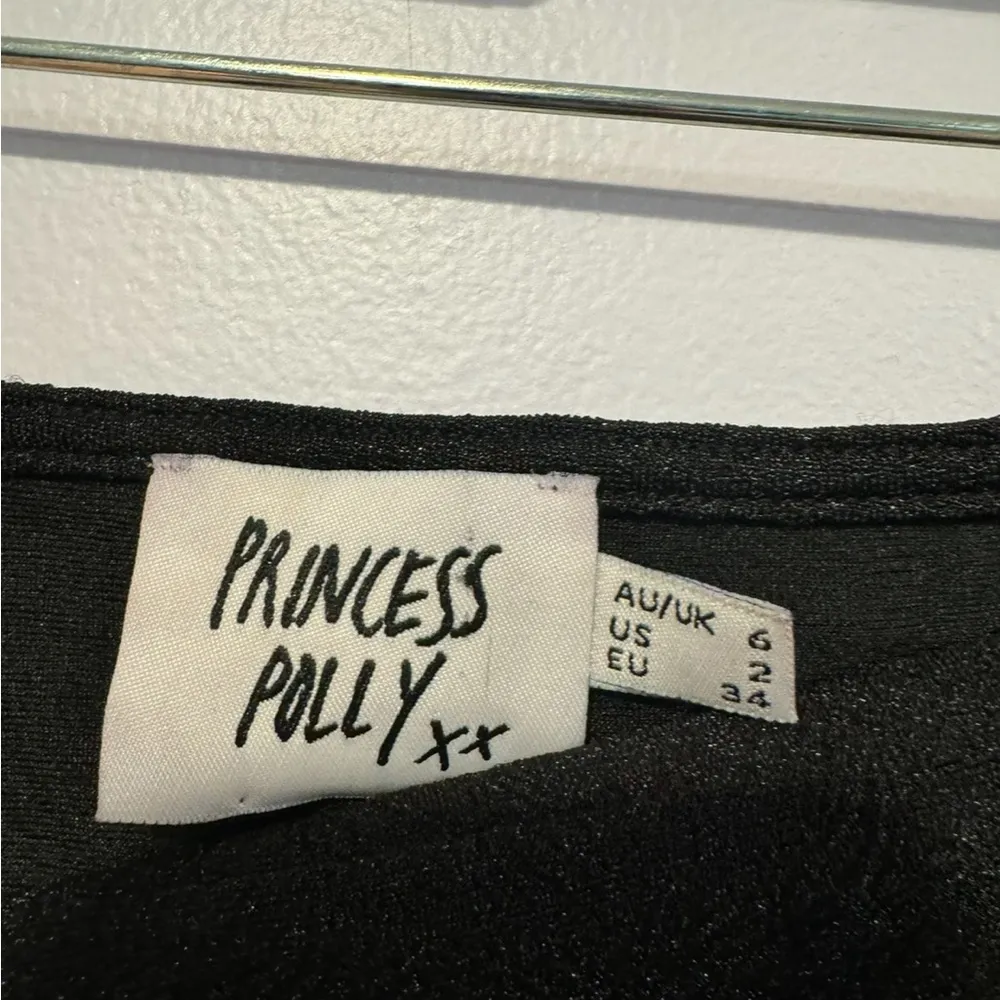 PRINCESS
POLLY xx
AU/UK 6
US 2
EU 34